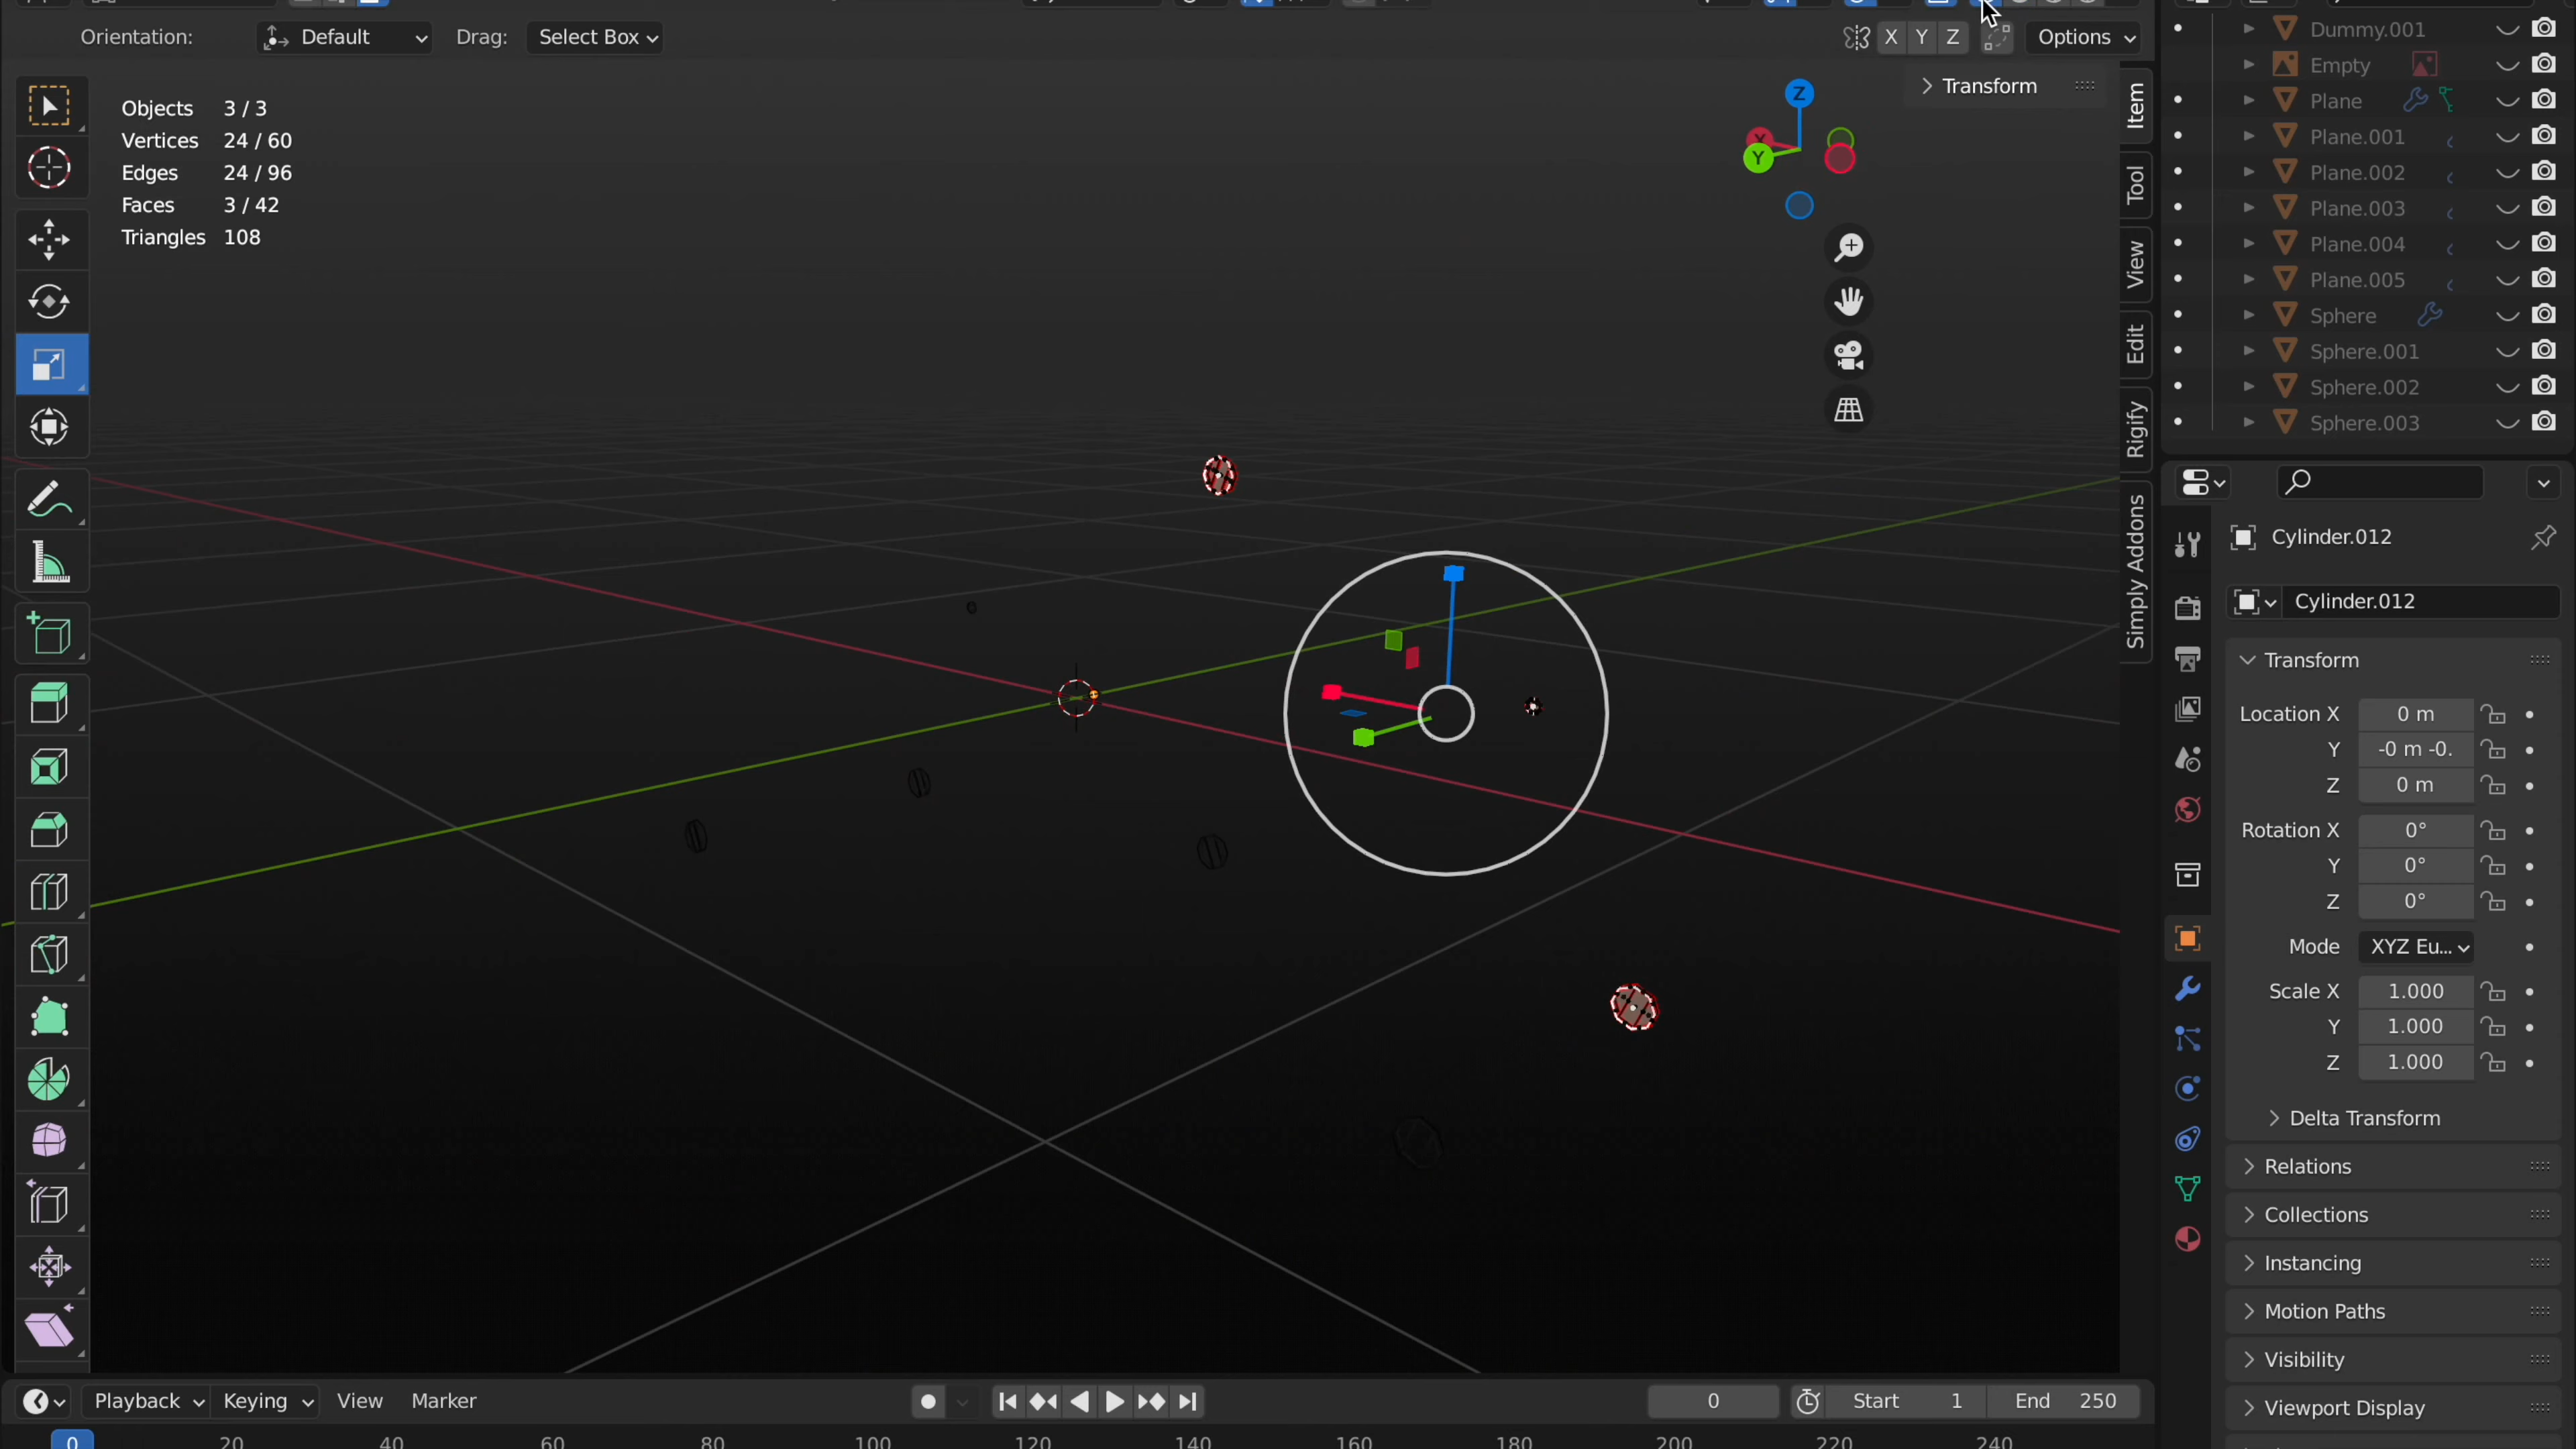 Orientation: Default Drag: Select Box X Y Z Options
Objects 3 / 3
Vertices 24 / 60
Edges 24 / 96
Faces 3 / 42
Triangles 108
Z
X
Y
Transform
Item
Tool
View
Edit
Rigify
Simply Addons
Dummy.001
Empty
Plane
Plane.001
Plane.002
Plane.003
Plane.004
Plane.005
Sphere
Sphere.001
Sphere.002
Sphere.003
Cylinder.012
Cylinder.012
Transform
Location X 0 m
Y -0 m -0.
Z 0 m
Rotation X 0°
Y 0°
Z 0°
Mode XYZ Eu...
Scale X 1.000
Y 1.000
Z 1.000
Delta Transform
Relations
Collections
Instancing
Motion Paths
Visibility
Viewport Display
Playback Keying View Marker 0 Start 1 End 250
0 20 40 60 80 100 120 140 160 180 200 220 240